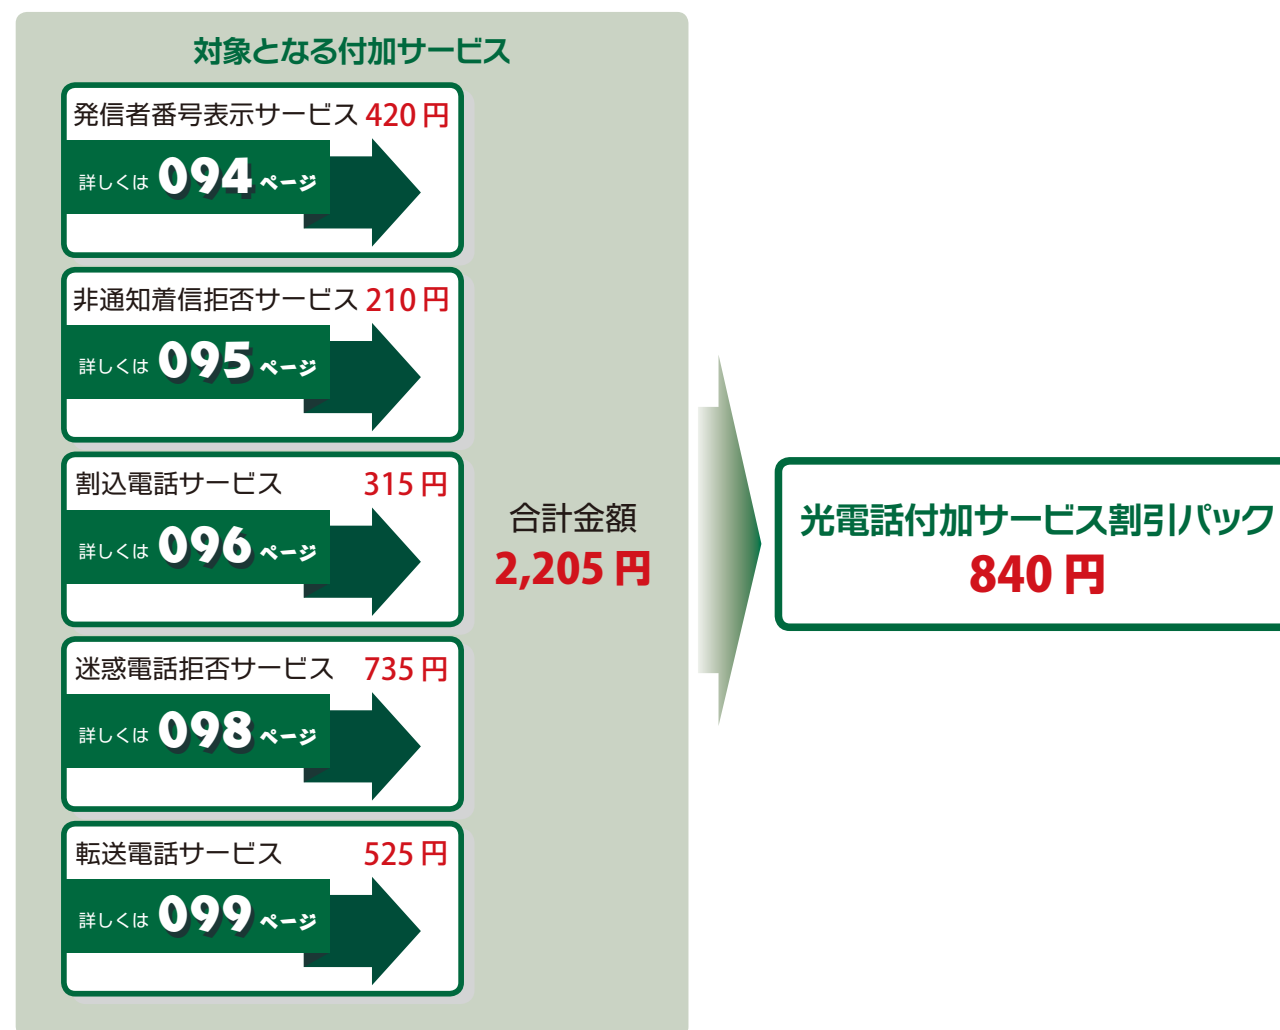 対象となる付加サービス
発信者番号表示サービス 420 円
詳しくは 094 ページ
非通知着信拒否サービス 210 円
詳しくは 095 ページ
割込電話サービス 315 円
詳しくは 096 ページ
迷惑電話拒否サービス 735 円
詳しくは 098 ページ
転送電話サービス 525 円
詳しくは 099 ページ
合計金額
2,205 円
光電話付加サービス割引パック
840 円